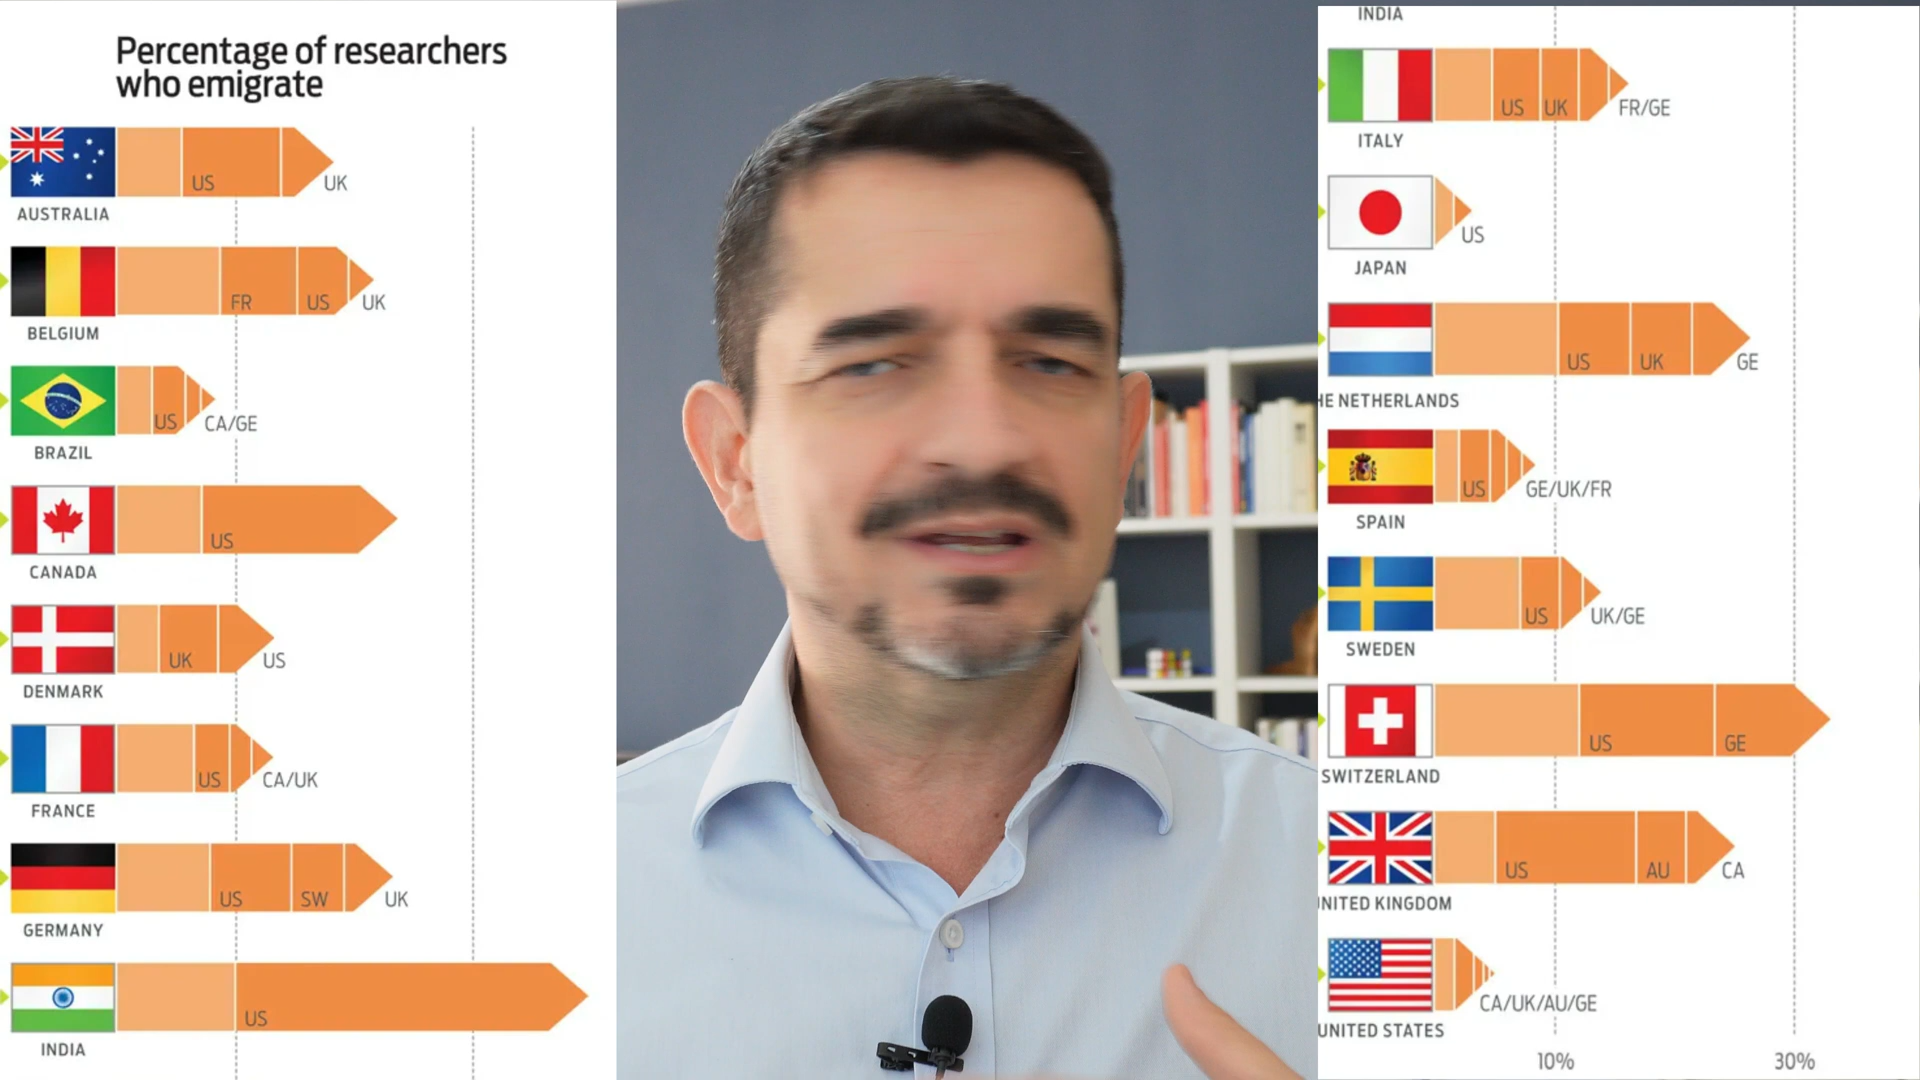 Percentage of researchers
who emigrate
US
UK
AUSTRALIA
FR
US
UK
BELGIUM
US
CA/GE
BRAZIL
US
CANADA
UK
US
DENMARK
US
CA/UK
FRANCE
US
SW
UK
GERMANY
US
INDIA
INDIA
US
UK
FR/GE
ITALY
US
JAPAN
US
UK
GE
HE NETHERLANDS
US
GE/UK/FR
SPAIN
US
UK/GE
SWEDEN
US
GE
SWITZERLAND
US
AU
CA
NITED KINGDOM
CA/UK/AU/GE
UNITED STATES
10%
30%